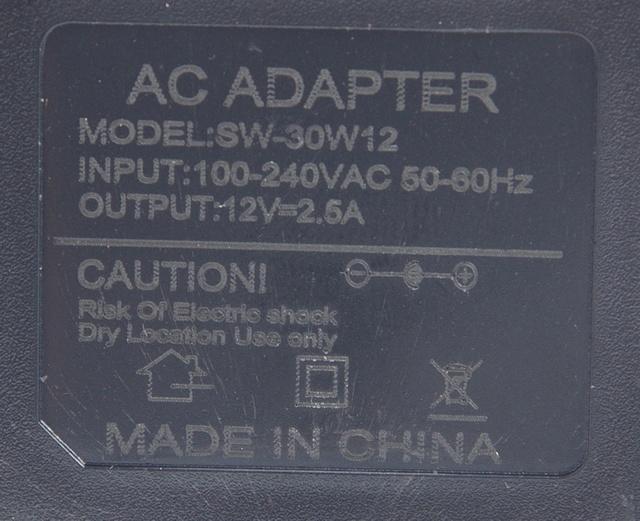 AC ADAPTER
MODEL:SW-30W12
INPUT:100-240VAC 50-60Hz
OUTPUT:12V=2.5A
CAUTION!
Risk Of Electric shock
Dry Location Use only
MADE IN CHINA